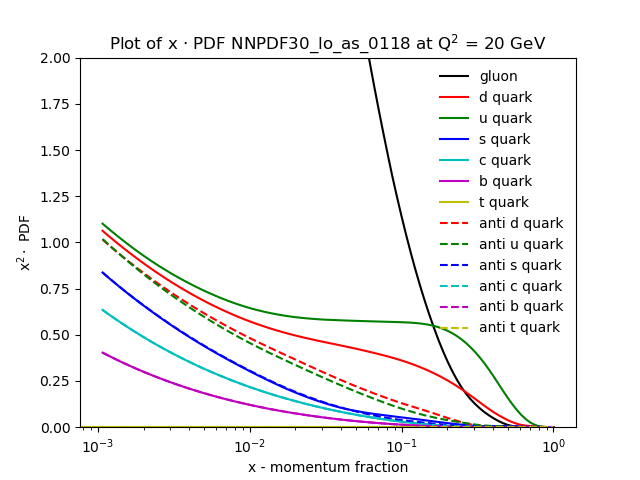 Plot of x · PDF NNPDF30_lo_as_0118 at Q² = 20 GeV
2.00
1.75
1.50
1.25
1.00
0.75
0.50
0.25
0.00
x² · PDF
gluon
d quark
u quark
s quark
c quark
b quark
t quark
anti d quark
anti u quark
anti s quark
anti c quark
anti b quark
anti t quark
10⁻³ 10⁻² 10⁻¹ 10⁰
x - momentum fraction